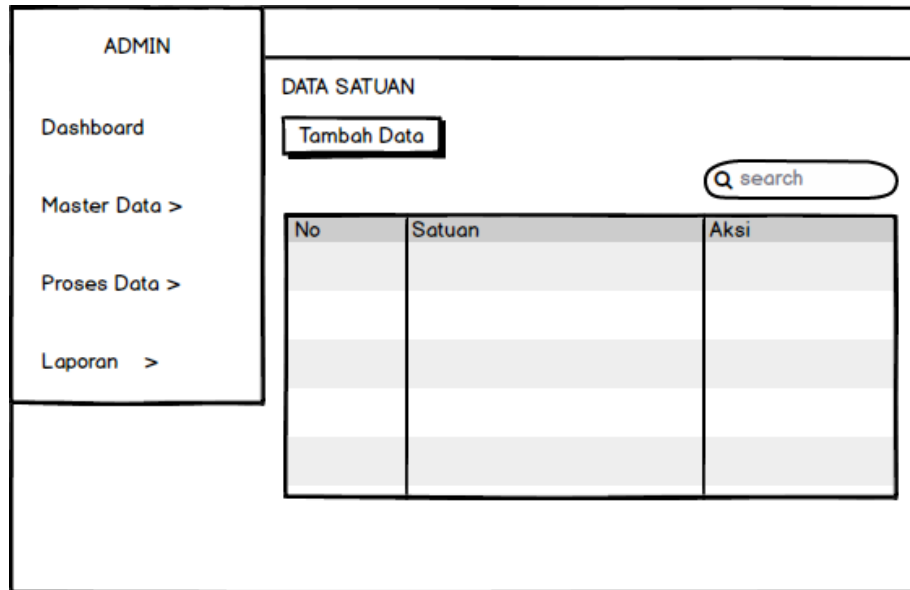 ADMIN
Dashboard
Master Data >
Proses Data >
Laporan >
DATA SATUAN
Tambah Data
search
No Satuan Aksi